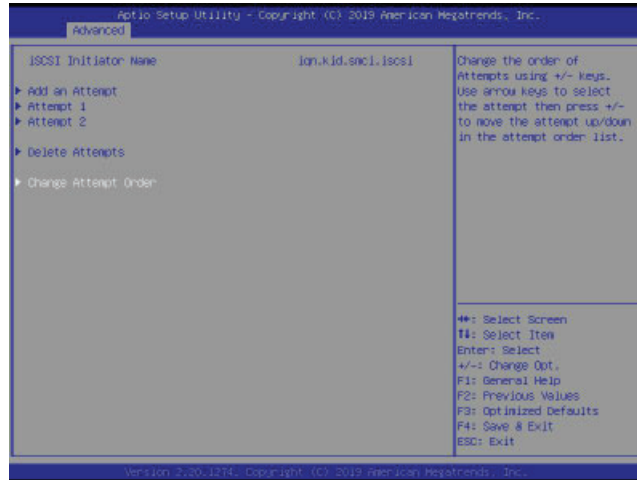 Aptio Setup Utility - Copyright (C) 2019 American Megatrends, Inc.
Advanced
iSCSI Initiator Name iqn.kid.smci.iscsi
Add an Attempt
Attempt 1
Attempt 2
Delete Attempts
Change Attempt Order
Change the order of
Attempts using +/- keys.
Use arrow keys to select
the attempt then press +/-
to move the attempt up/down
in the attempt order list.
: Select Screen
: Select Item
Enter: Select
+/-: Change Opt.
F1: General Help
F2: Previous Values
F3: Optimized Defaults
F4: Save & Exit
ESC: Exit
Version 2.20.1274. Copyright (C) 2019 American Megatrends, Inc.